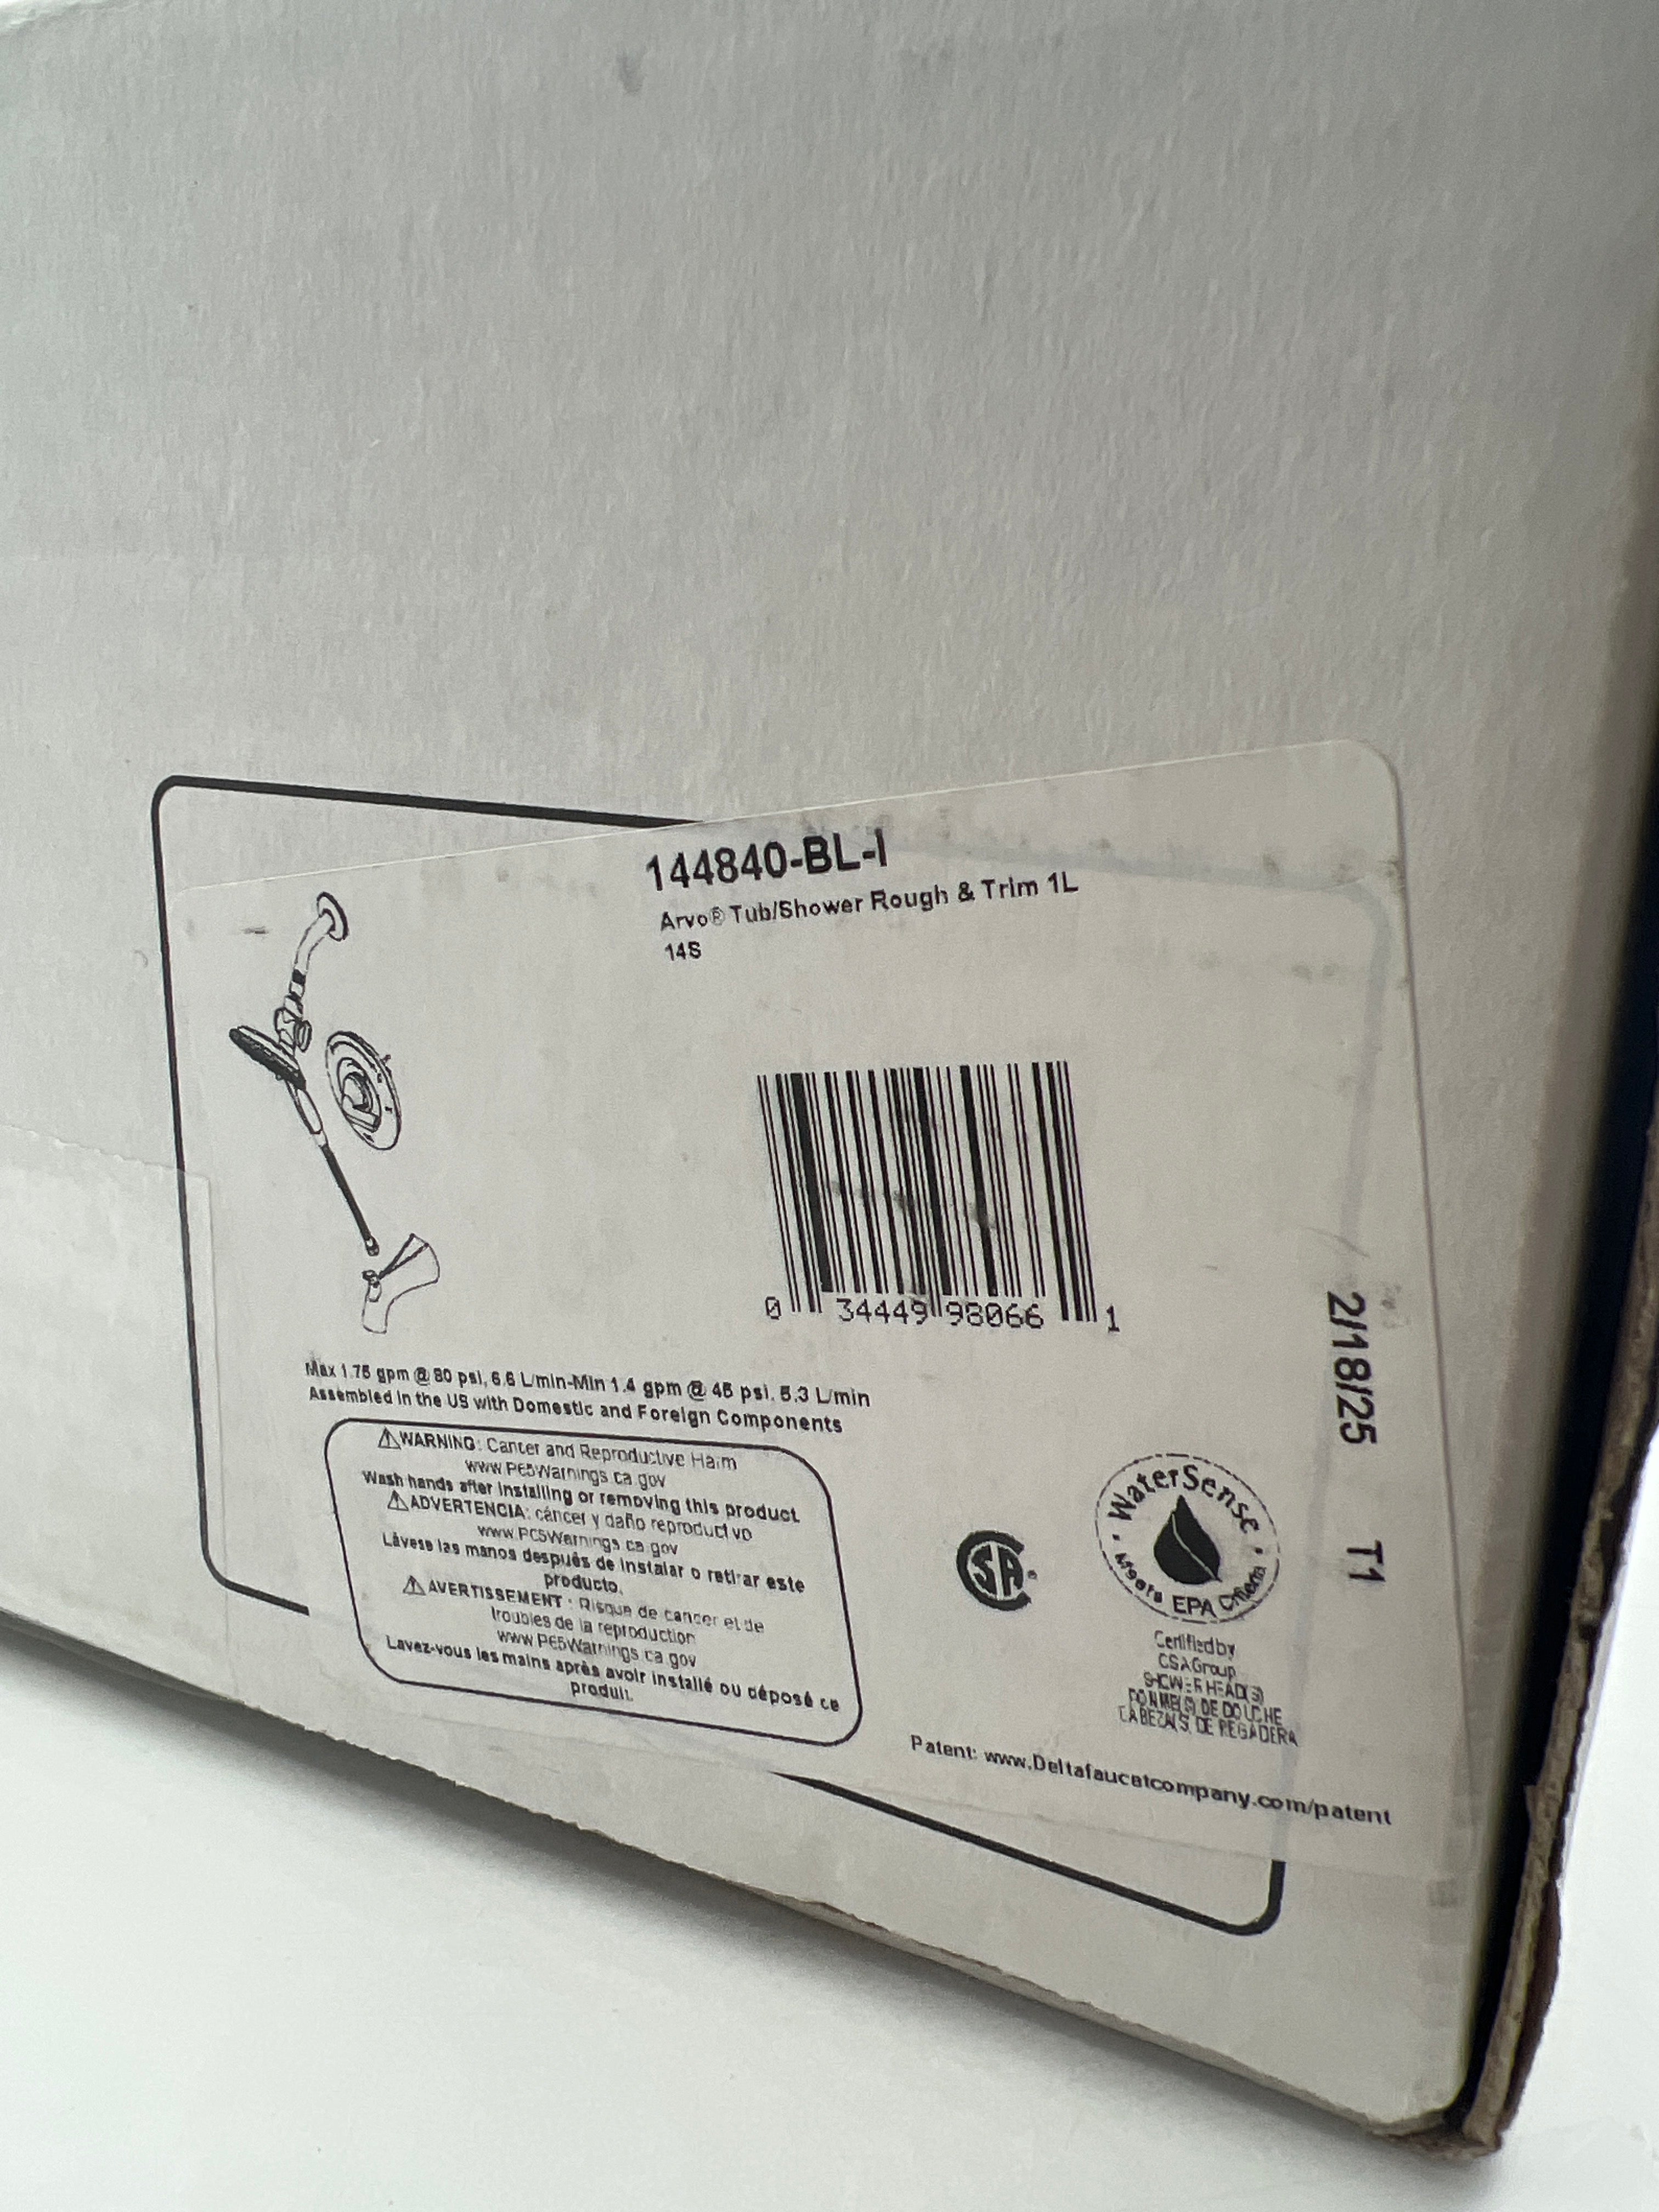 144840-BL-I
Arvo® Tub/Shower Rough & Trim 1L
14S
0 34449 98066 1
2/18/25 T1
Max 1.75 gpm @ 80 psi, 6.6 L/min-Min 1.4 gpm @ 45 psi, 5.3 L/min
Assembled in the US with Domestic and Foreign Components
⚠WARNING: Cancer and Reproductive Harm
www.P65Warnings.ca.gov
Wash hands after installing or removing this product.
⚠ADVERTENCIA: cáncer y daño reproductivo
www.P65Warnings.ca.gov
Lávese las manos después de instalar o retirar este
producto.
⚠AVERTISSEMENT : Risque de cancer et de
troubles de la reproduction
www.P65Warnings.ca.gov
Lavez-vous les mains après avoir installé ou déposé ce
produit.
SA®
WaterSense
Meets EPA Criteria
Certified by
CSA Group
SHOWERHEAD(S)
POMME(S) DE DOUCHE
CABEZA(S) DE REGADERA
Patent: www.Deltafaucetcompany.com/patent